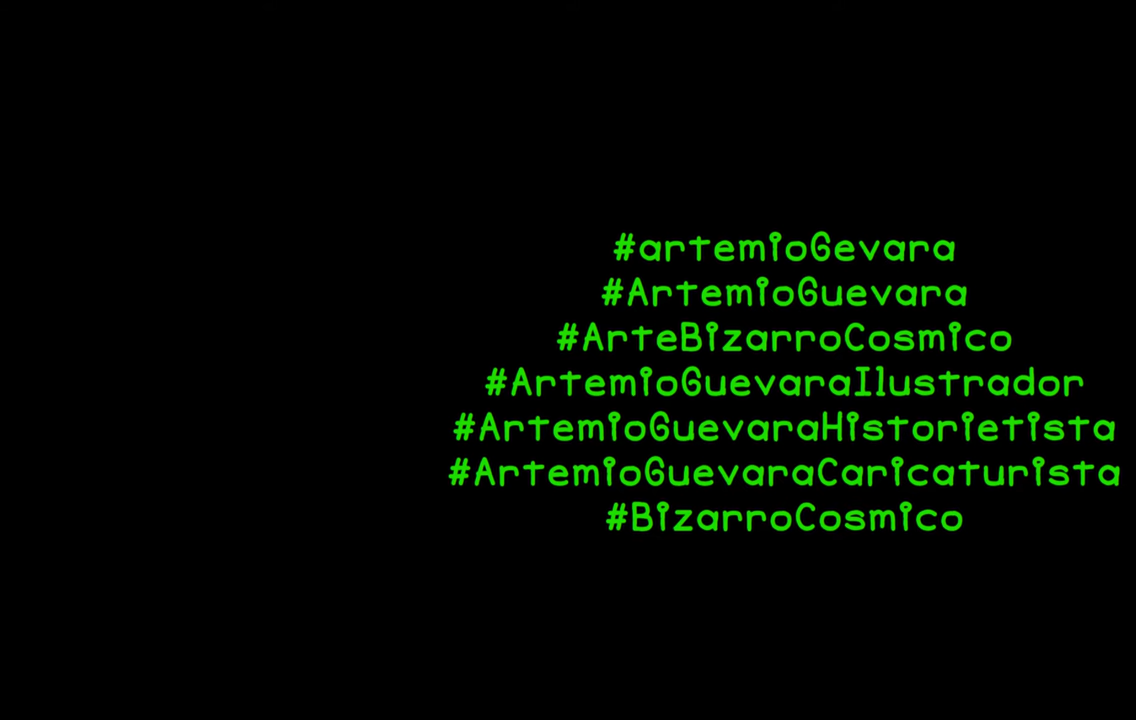 #artemioGevara
#ArtemioGuevara
#ArteBizarroCosmico
#ArtemioGuevaraIlustrador
#ArtemioGuevaraHistorietista
#ArtemioGuevaraCaricaturista
#BizarroCosmico